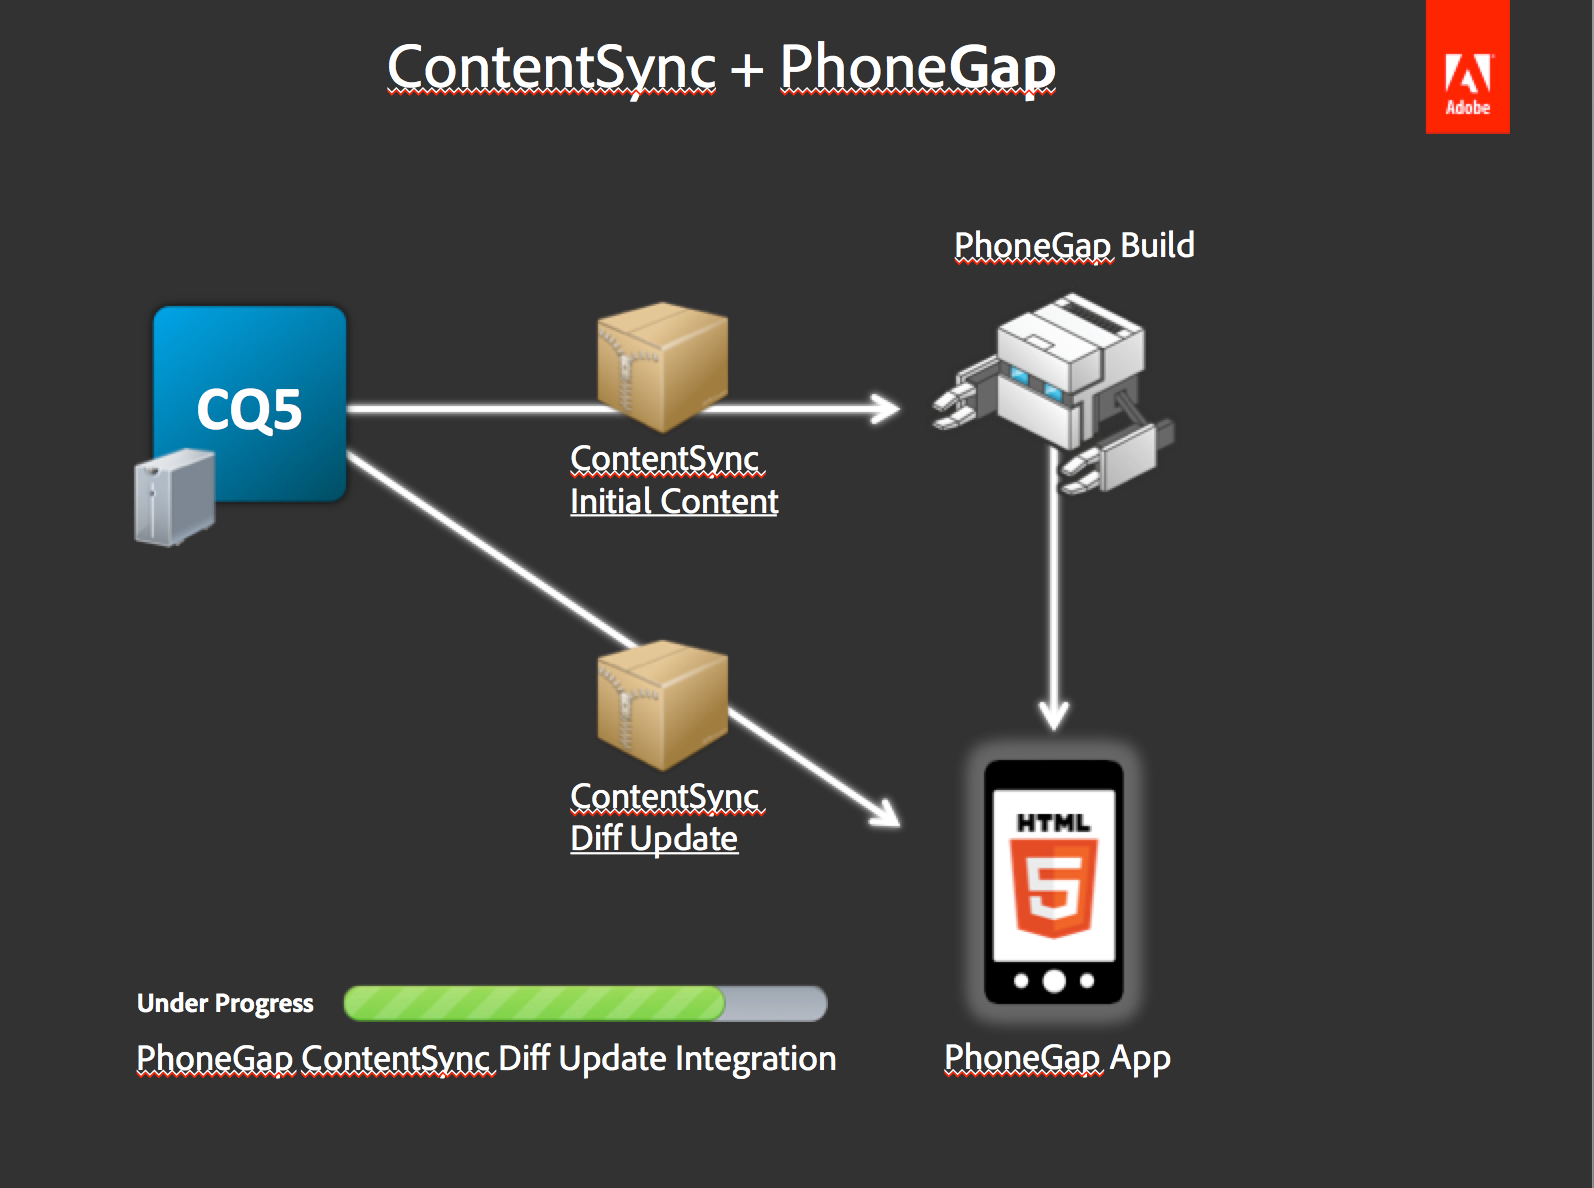 ContentSync + PhoneGap
Adobe
PhoneGap Build
CQ5
ContentSync
Initial Content
ContentSync
Diff Update
HTML
5
Under Progress
PhoneGap ContentSync Diff Update Integration
PhoneGap App